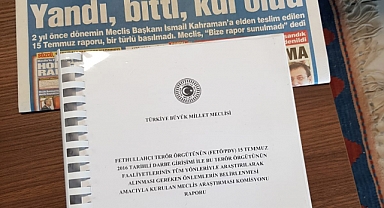 Yandı, bitti, kül oldu
2 yıl önce dönemin Meclis Başkanı İsmail Kahraman'a elden teslim edilen
15 Temmuz raporu, bir türlü basılmadı. Meclis, "Bize rapor sunulmadı" dedi
TÜRKİYE BÜYÜK MİLLET MECLİSİ
FETHULLAHÇI TERÖR ÖRGÜTÜNÜN (FETÖ/PDY) 15 TEMMUZ
2016 TARİHLİ DARBE GİRİŞİMİ İLE BU TERÖR ÖRGÜTÜNÜN
FAALİYETLERİNİN TÜM YÖNLERİYLE ARAŞTIRILARAK
ALINMASI GEREKEN ÖNLEMLERİN BELİRLENMESİ
AMACIYLA KURULAN MECLİS ARAŞTIRMASI KOMİSYONU
RAPORU